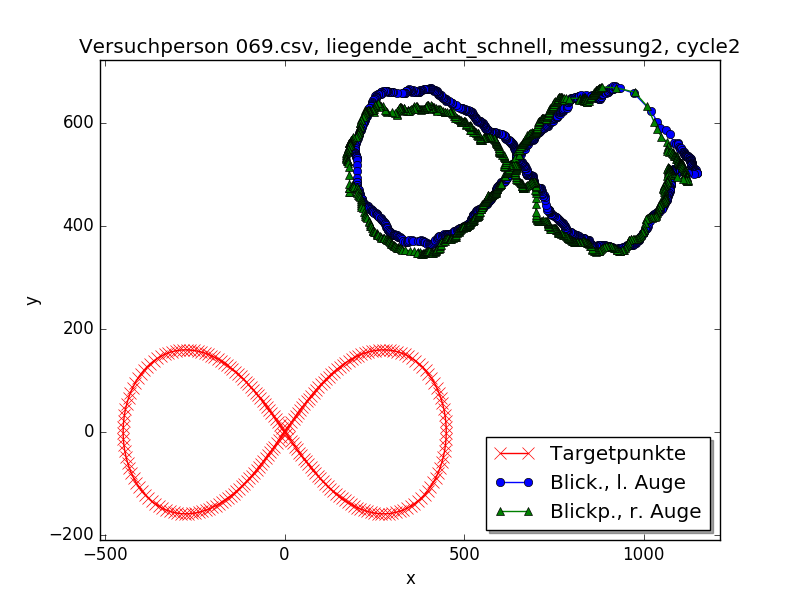 Versuchperson 069.csv, liegende_acht_schnell, messung2, cycle2
600
400
200
0
−200
y
−500
0
500
1000
x
Targetpunkte
Blick., l. Auge
Blickp., r. Auge